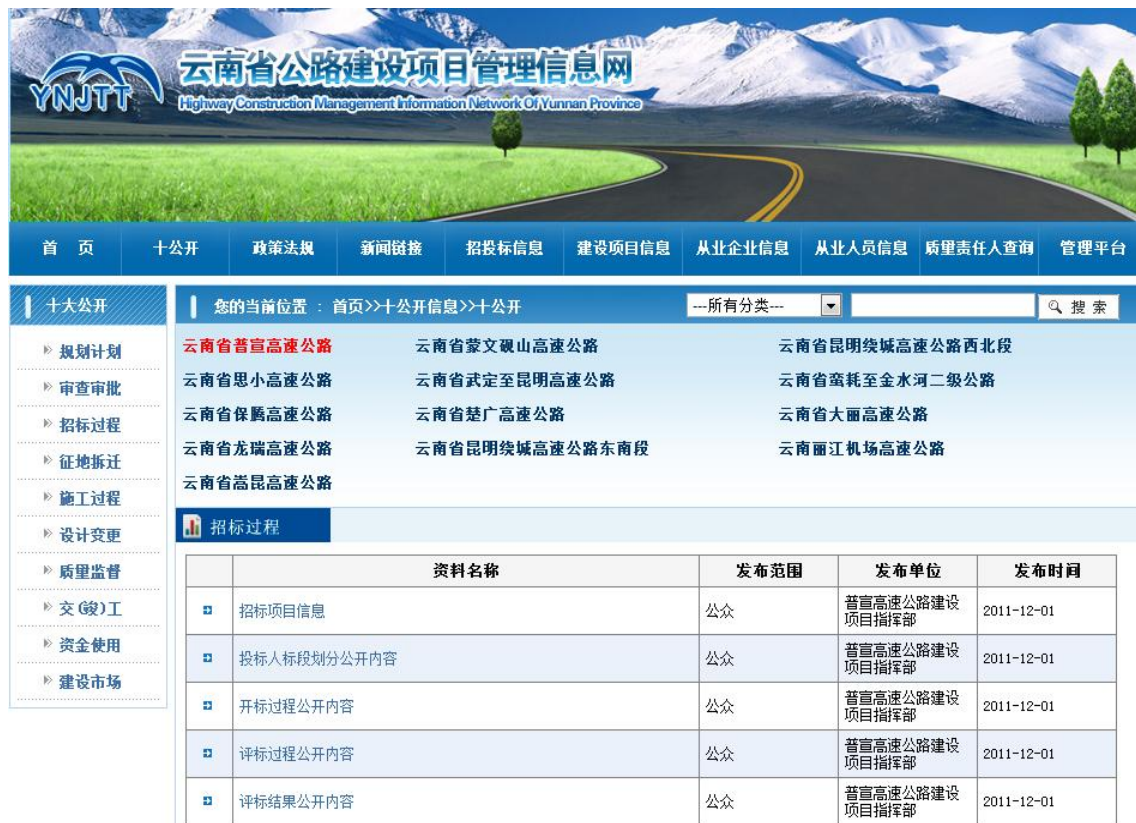 YNJTT
云南省公路建设项目管理信息网
Highway Construction Management Information Network Of Yunnan Province
首 页 十公开 政策法规 新闻链接 招投标信息 建设项目信息 从业企业信息 从业人员信息 质量责任人查询 管理平台
十大公开
规划计划
审查审批
招标过程
征地拆迁
施工过程
设计变更
质量监督
交(竣)工
资金使用
建设市场
您的当前位置 : 首页>>十公开信息>>十公开 ---所有分类--- 搜 索
云南省普宣高速公路 云南省蒙文砚山高速公路 云南省昆明绕城高速公路西北段
云南省思小高速公路 云南省武定至昆明高速公路 云南省蛮耗至金水河二级公路
云南省保腾高速公路 云南省楚广高速公路 云南省大丽高速公路
云南省龙瑞高速公路 云南省昆明绕城高速公路东南段 云南丽江机场高速公路
云南省嵩昆高速公路
招标过程
资料名称 发布范围 发布单位 发布时间
招标项目信息 公众 普宣高速公路建设
项目指挥部 2011-12-01
投标人标段划分公开内容 公众 普宣高速公路建设
项目指挥部 2011-12-01
开标过程公开内容 公众 普宣高速公路建设
项目指挥部 2011-12-01
评标过程公开内容 公众 普宣高速公路建设
项目指挥部 2011-12-01
评标结果公开内容 公众 普宣高速公路建设
项目指挥部 2011-12-01